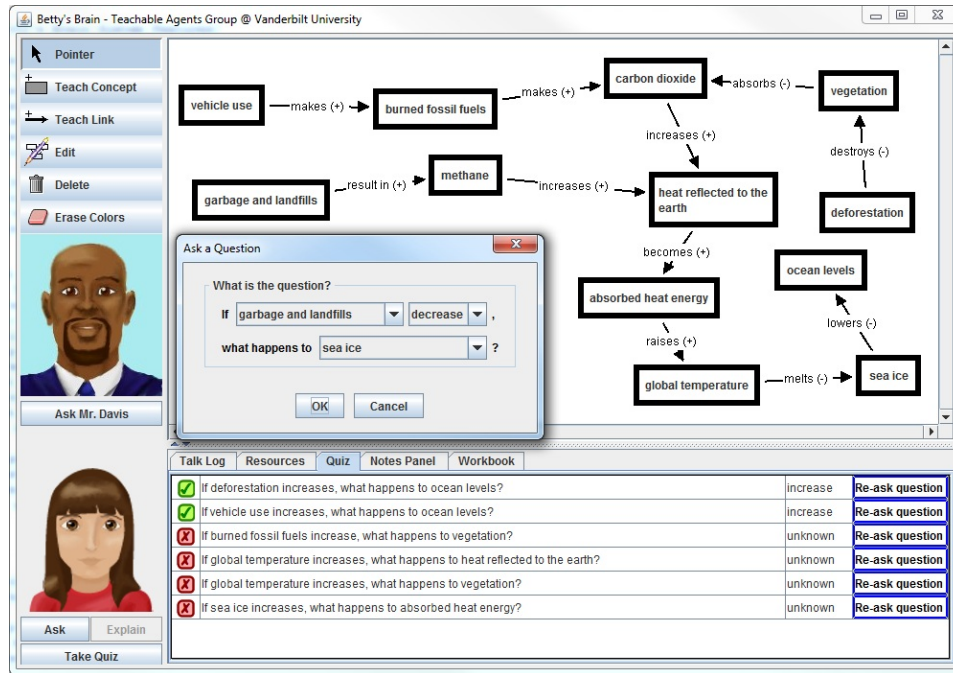 Betty's Brain - Teachable Agents Group @ Vanderbilt University
Pointer
Teach Concept
Teach Link
Edit
Delete
Erase Colors
Ask Mr. Davis
Ask Explain
Take Quiz
vehicle use
makes (+)
burned fossil fuels
makes (+)
carbon dioxide
absorbs (-)
vegetation
increases (+)
destroys (-)
garbage and landfills
result in (+)
methane
increases (+)
heat reflected to the
earth
deforestation
becomes (+)
ocean levels
absorbed heat energy
lowers (-)
raises (+)
global temperature
melts (-)
sea ice
Ask a Question
What is the question?
If garbage and landfills decrease ,
what happens to sea ice ?
OK Cancel
Talk Log Resources Quiz Notes Panel Workbook
If deforestation increases, what happens to ocean levels? increase Re-ask question
If vehicle use increases, what happens to ocean levels? increase Re-ask question
If burned fossil fuels increase, what happens to vegetation? unknown Re-ask question
If global temperature increases, what happens to heat reflected to the earth? unknown Re-ask question
If global temperature increases, what happens to vegetation? unknown Re-ask question
If sea ice increases, what happens to absorbed heat energy? unknown Re-ask question